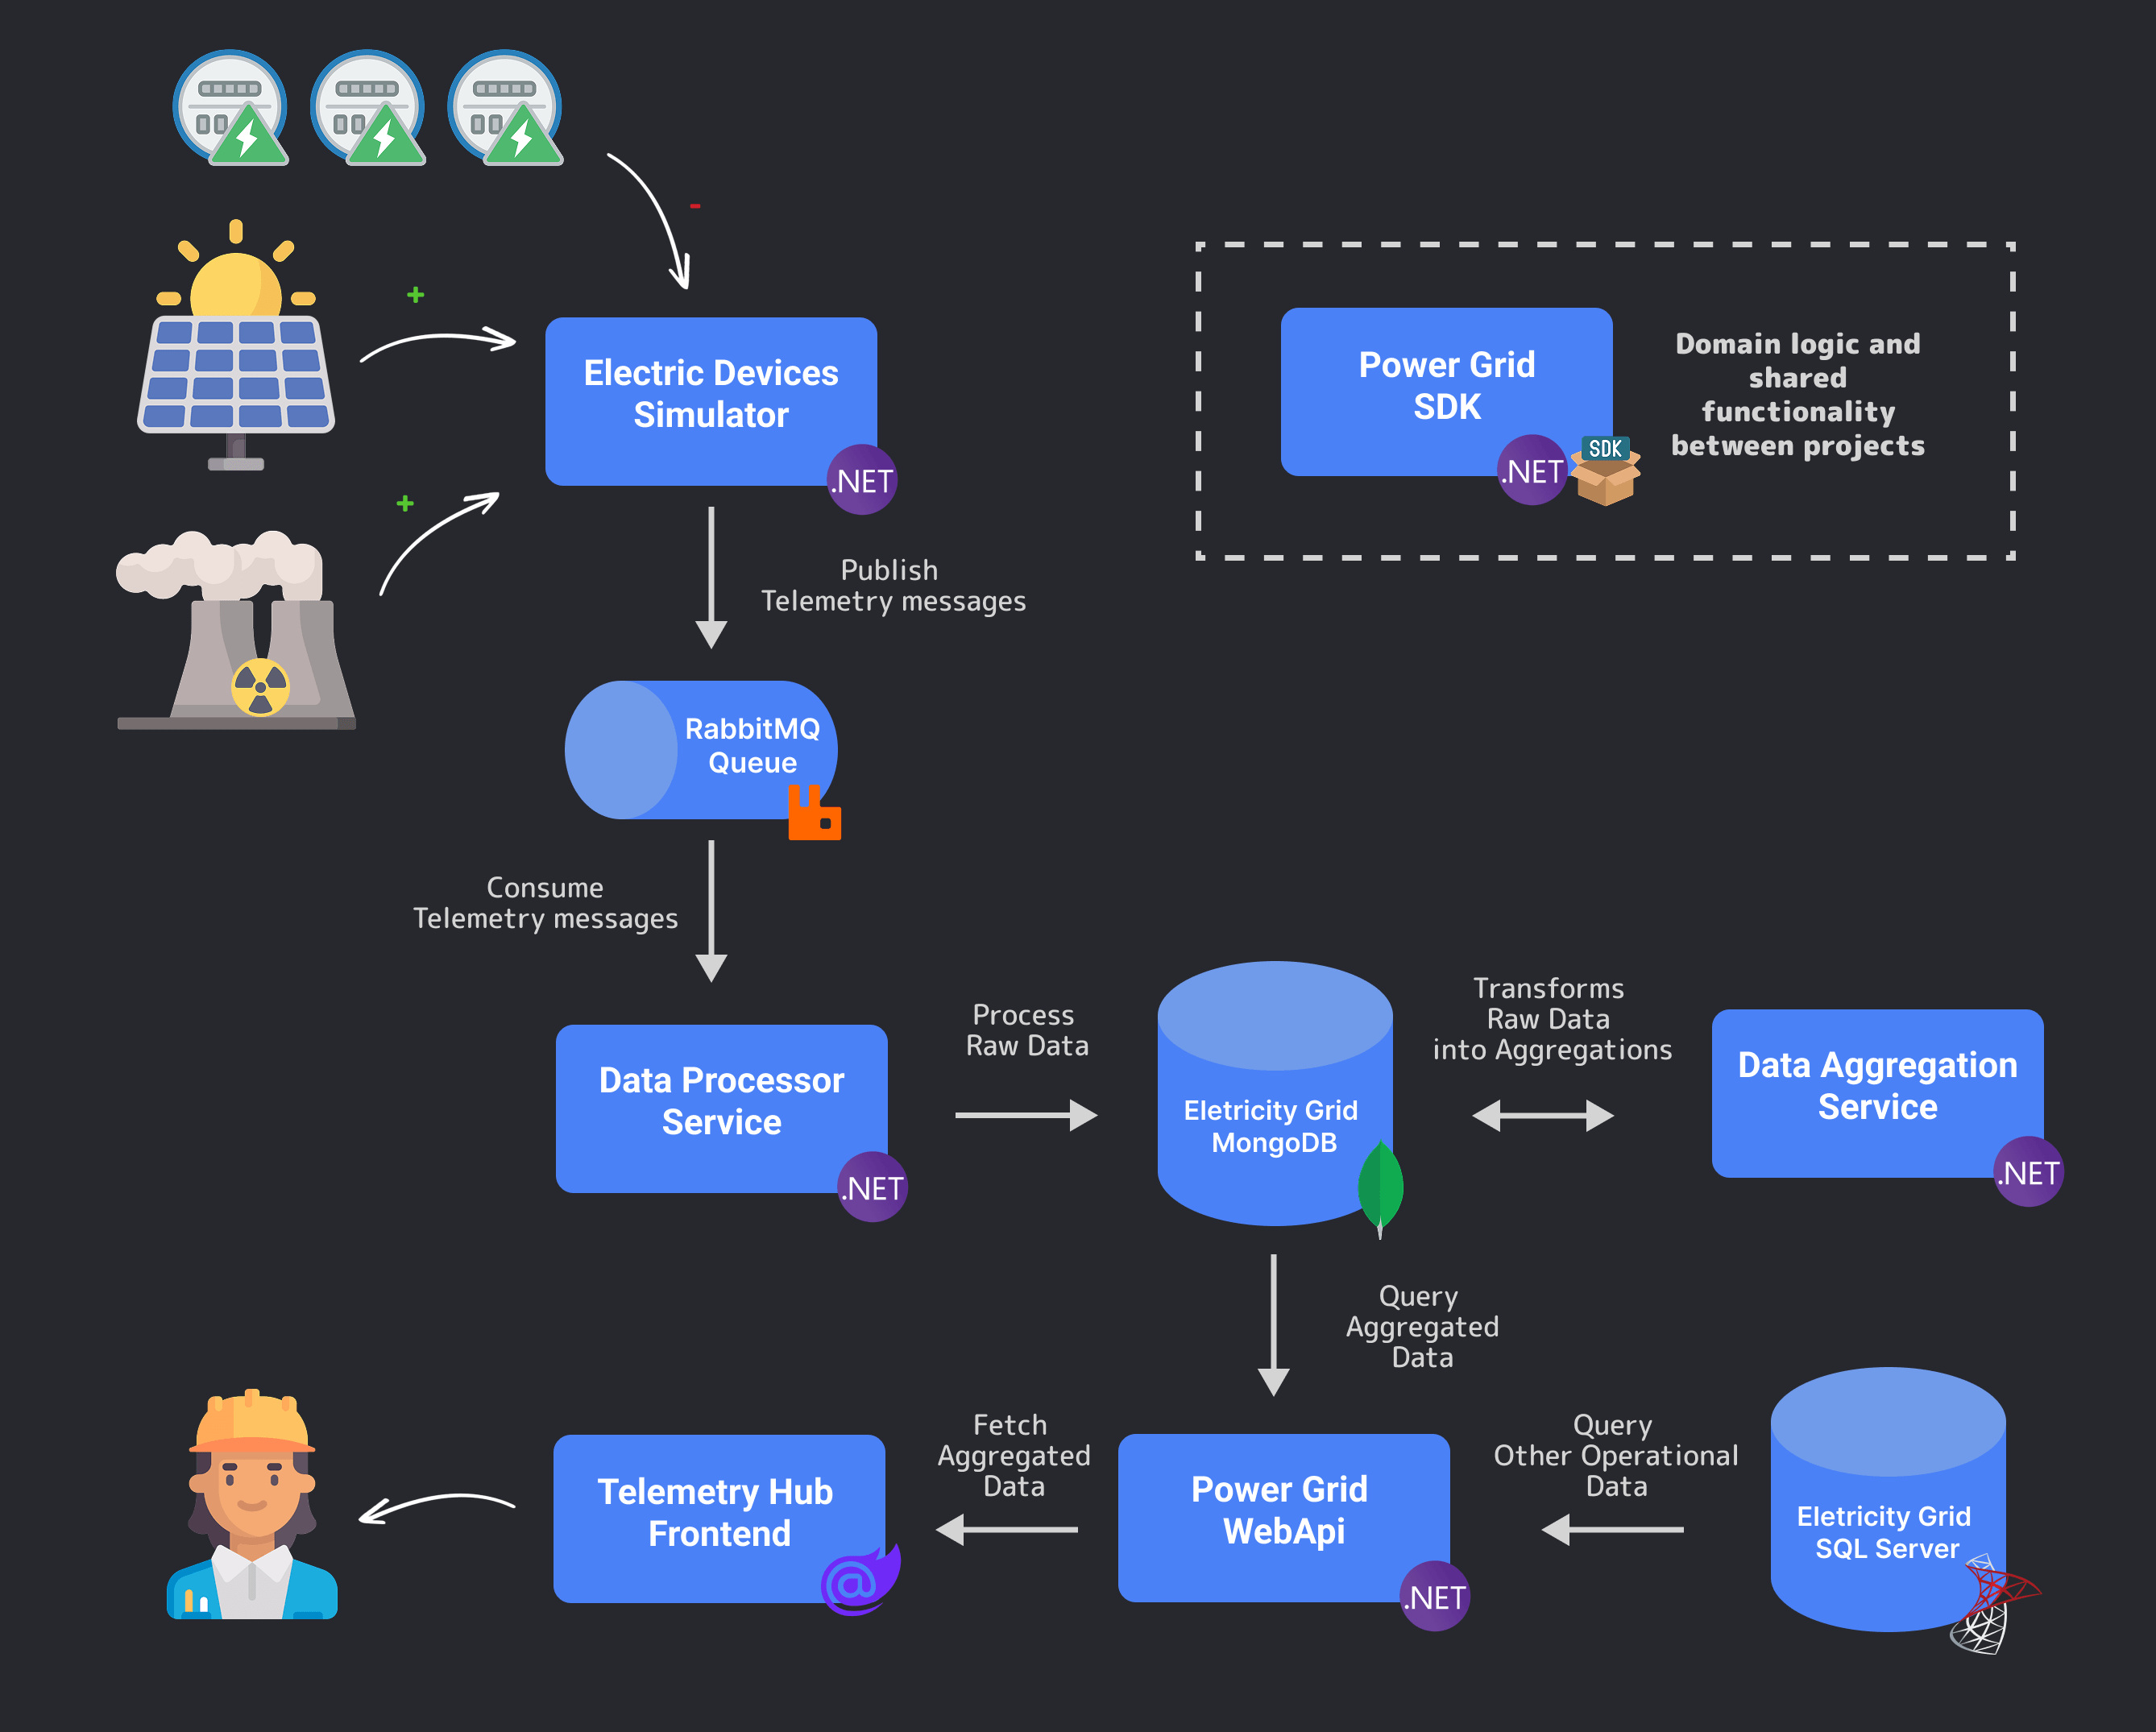 -
+
Electric Devices
Simulator
.NET
+
Power Grid
SDK
.NET
SDK
Domain logic and
shared
functionality
between projects
Publish
Telemetry messages
RabbitMQ
Queue
Consume
Telemetry messages
Data Processor
Service
.NET
Process
Raw Data
Eletricity Grid
MongoDB
Transforms
Raw Data
into Aggregations
Data Aggregation
Service
.NET
Query
Aggregated
Data
Telemetry Hub
Frontend
@
Fetch
Aggregated
Data
Power Grid
WebApi
.NET
Query
Other Operational
Data
Eletricity Grid
SQL Server